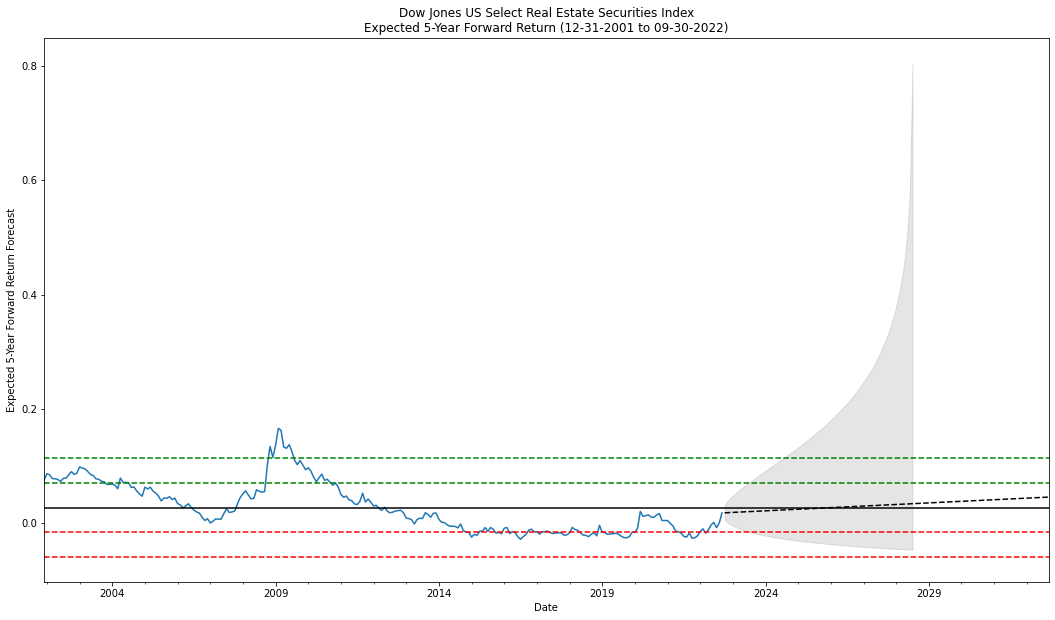 Dow Jones US Select Real Estate Securities Index
Expected 5-Year Forward Return (12-31-2001 to 09-30-2022)
Expected 5-Year Forward Return Forecast
0.8
0.6
0.4
0.2
0.0
2004
2009
2014
2019
2024
2029
Date